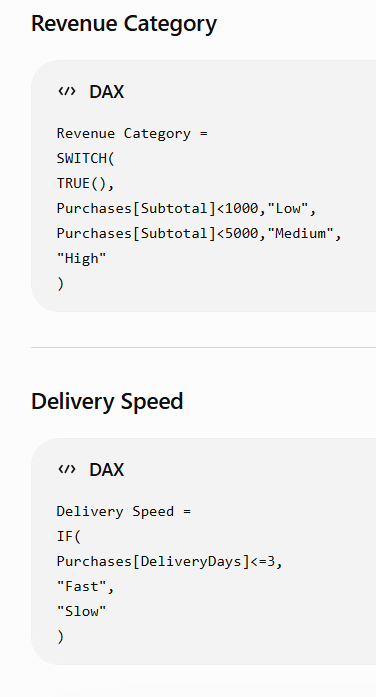 Revenue Category
</> DAX
Revenue Category =
SWITCH(
TRUE(),
Purchases[Subtotal]<1000,"Low",
Purchases[Subtotal]<5000,"Medium",
"High"
)
Delivery Speed
</> DAX
Delivery Speed =
IF(
Purchases[DeliveryDays]<=3,
"Fast",
"Slow"
)